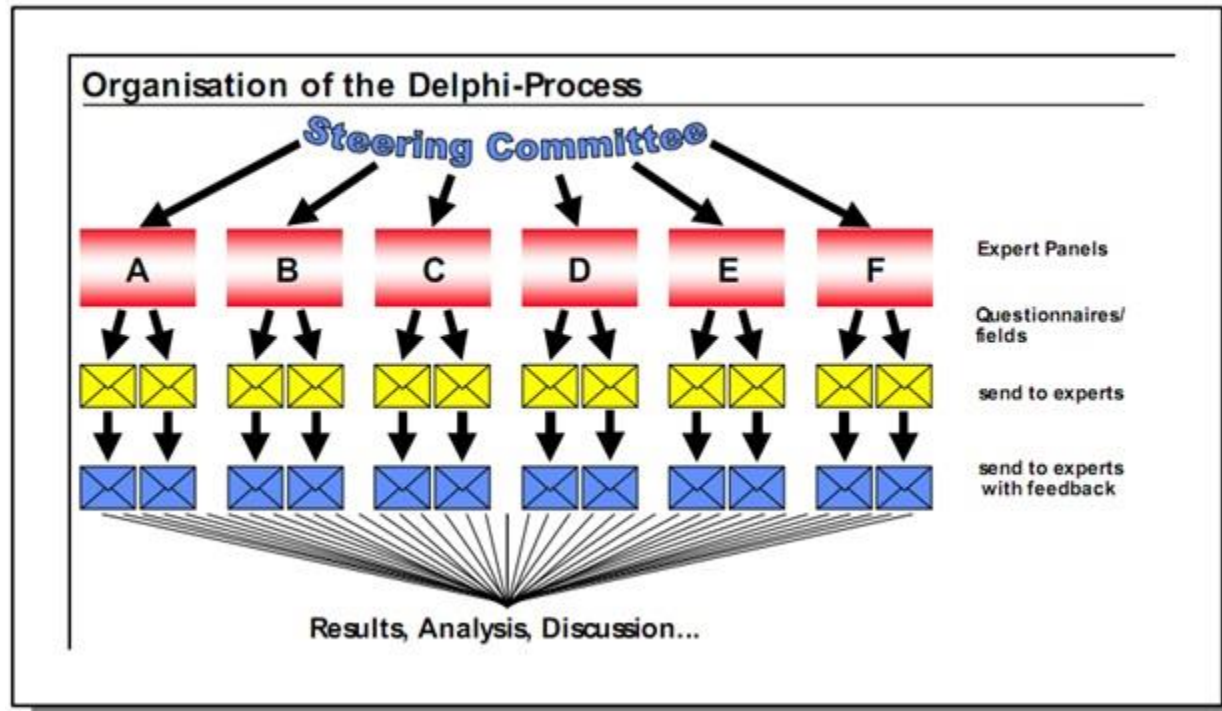 Organisation of the Delphi-Process
Steering Committee
A B C D E F
Expert Panels
Questionnaires/
fields
send to experts
send to experts
with feedback
Results, Analysis, Discussion...